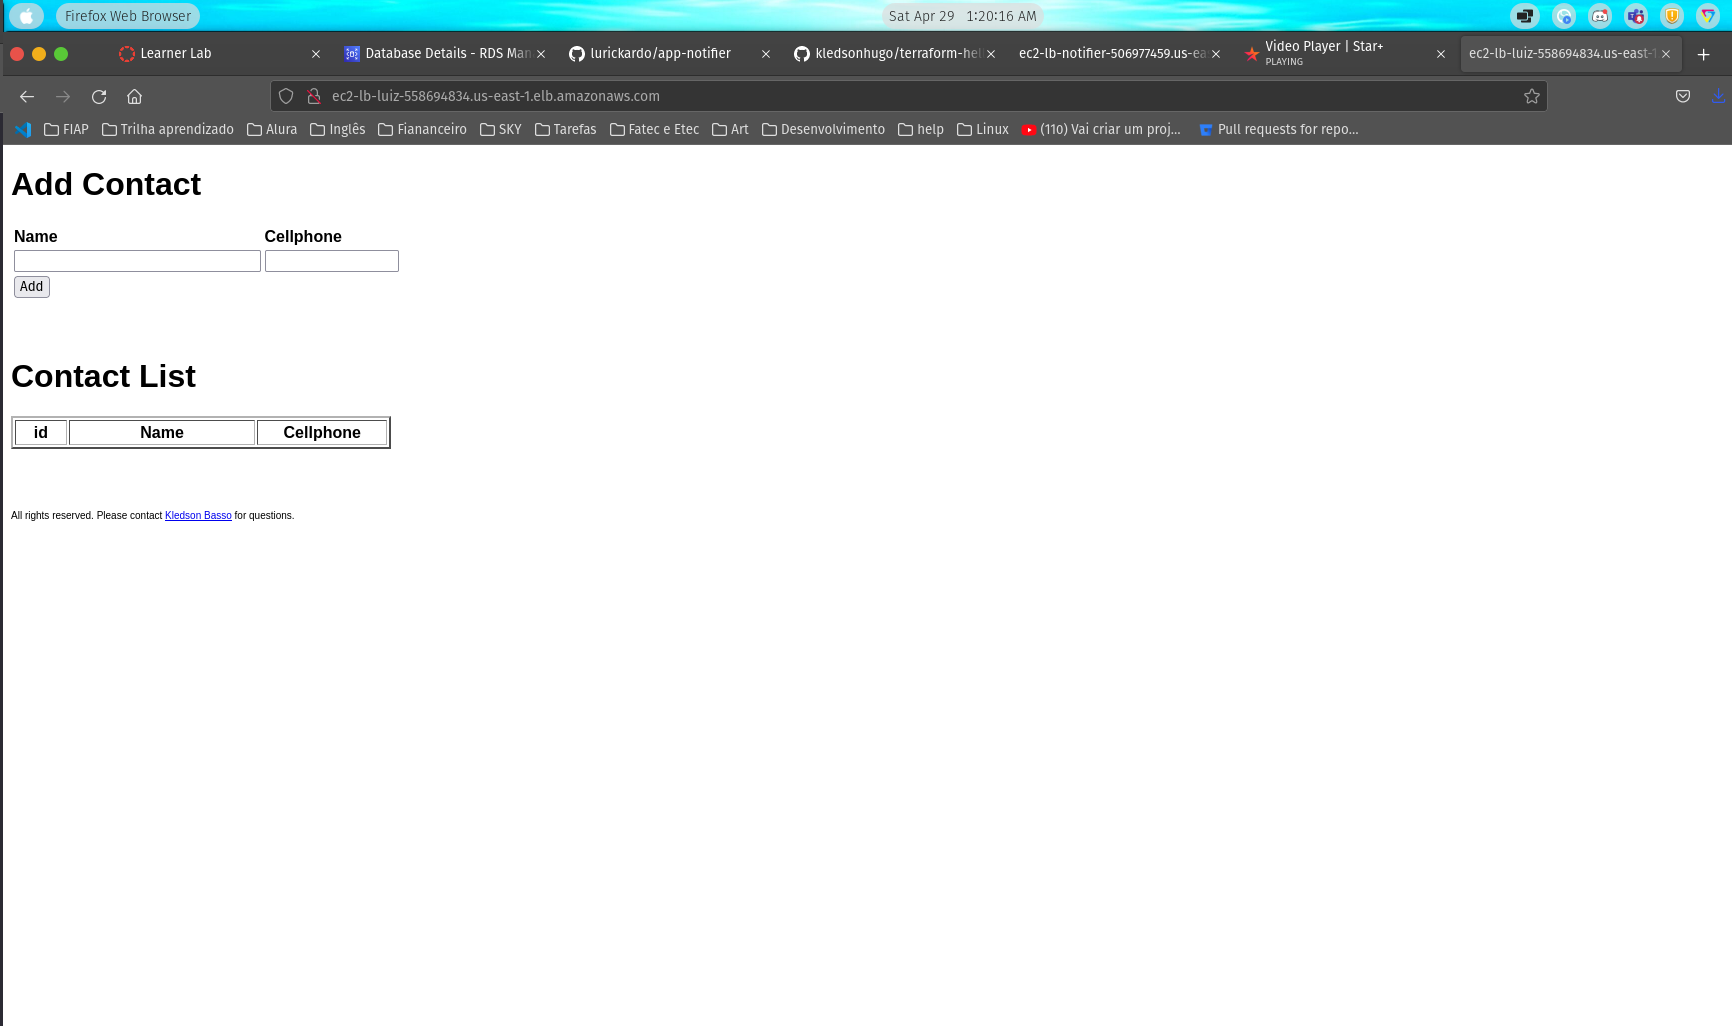 Firefox Web Browser
Sat Apr 29 1:20:16 AM
Learner Lab
Database Details - RDS Man
lurickardo/app-notifier
kledsonhugo/terraform-hel
ec2-lb-notifier-506977459.us-ea
Video Player | Star+
PLAYING
ec2-lb-luiz-558694834.us-east-1
ec2-lb-luiz-558694834.us-east-1.elb.amazonaws.com
FIAP
Trilha aprendizado
Alura
Inglês
Fiananceiro
SKY
Tarefas
Fatec e Etec
Art
Desenvolvimento
help
Linux
(110) Vai criar um proj...
Pull requests for repo...
Add Contact
Name Cellphone
Add
Contact List
id Name Cellphone
All rights reserved. Please contact Kledson Basso for questions.